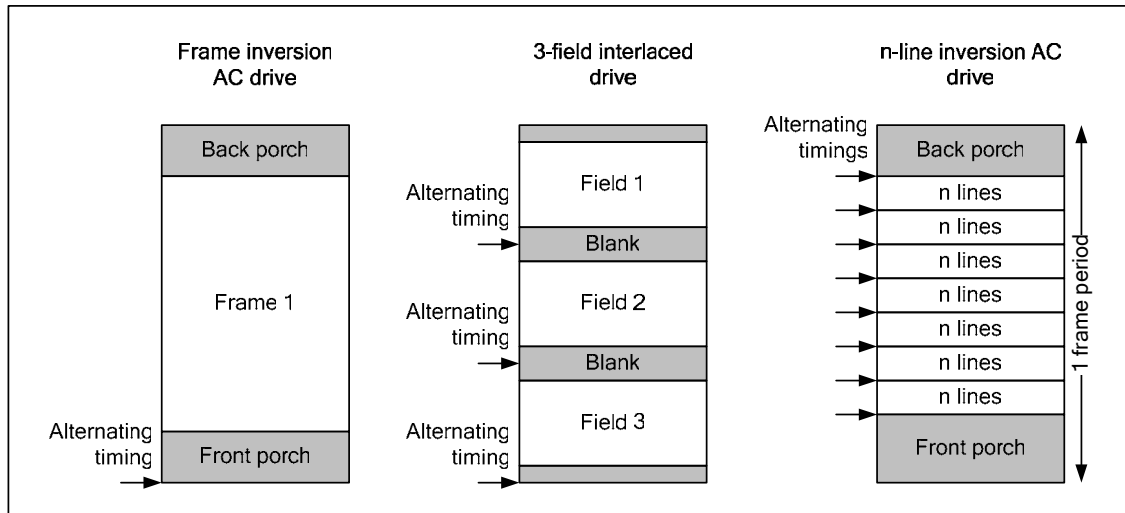 Frame inversion
AC drive
Back porch
Frame 1
Alternating
timing
Front porch
3-field interlaced
drive
Field 1
Alternating
timing
Blank
Field 2
Alternating
timing
Blank
Field 3
Alternating
timing
n-line inversion AC
drive
Alternating
timings
Back porch
n lines
n lines
n lines
n lines
n lines
n lines
n lines
Front porch
1 frame period